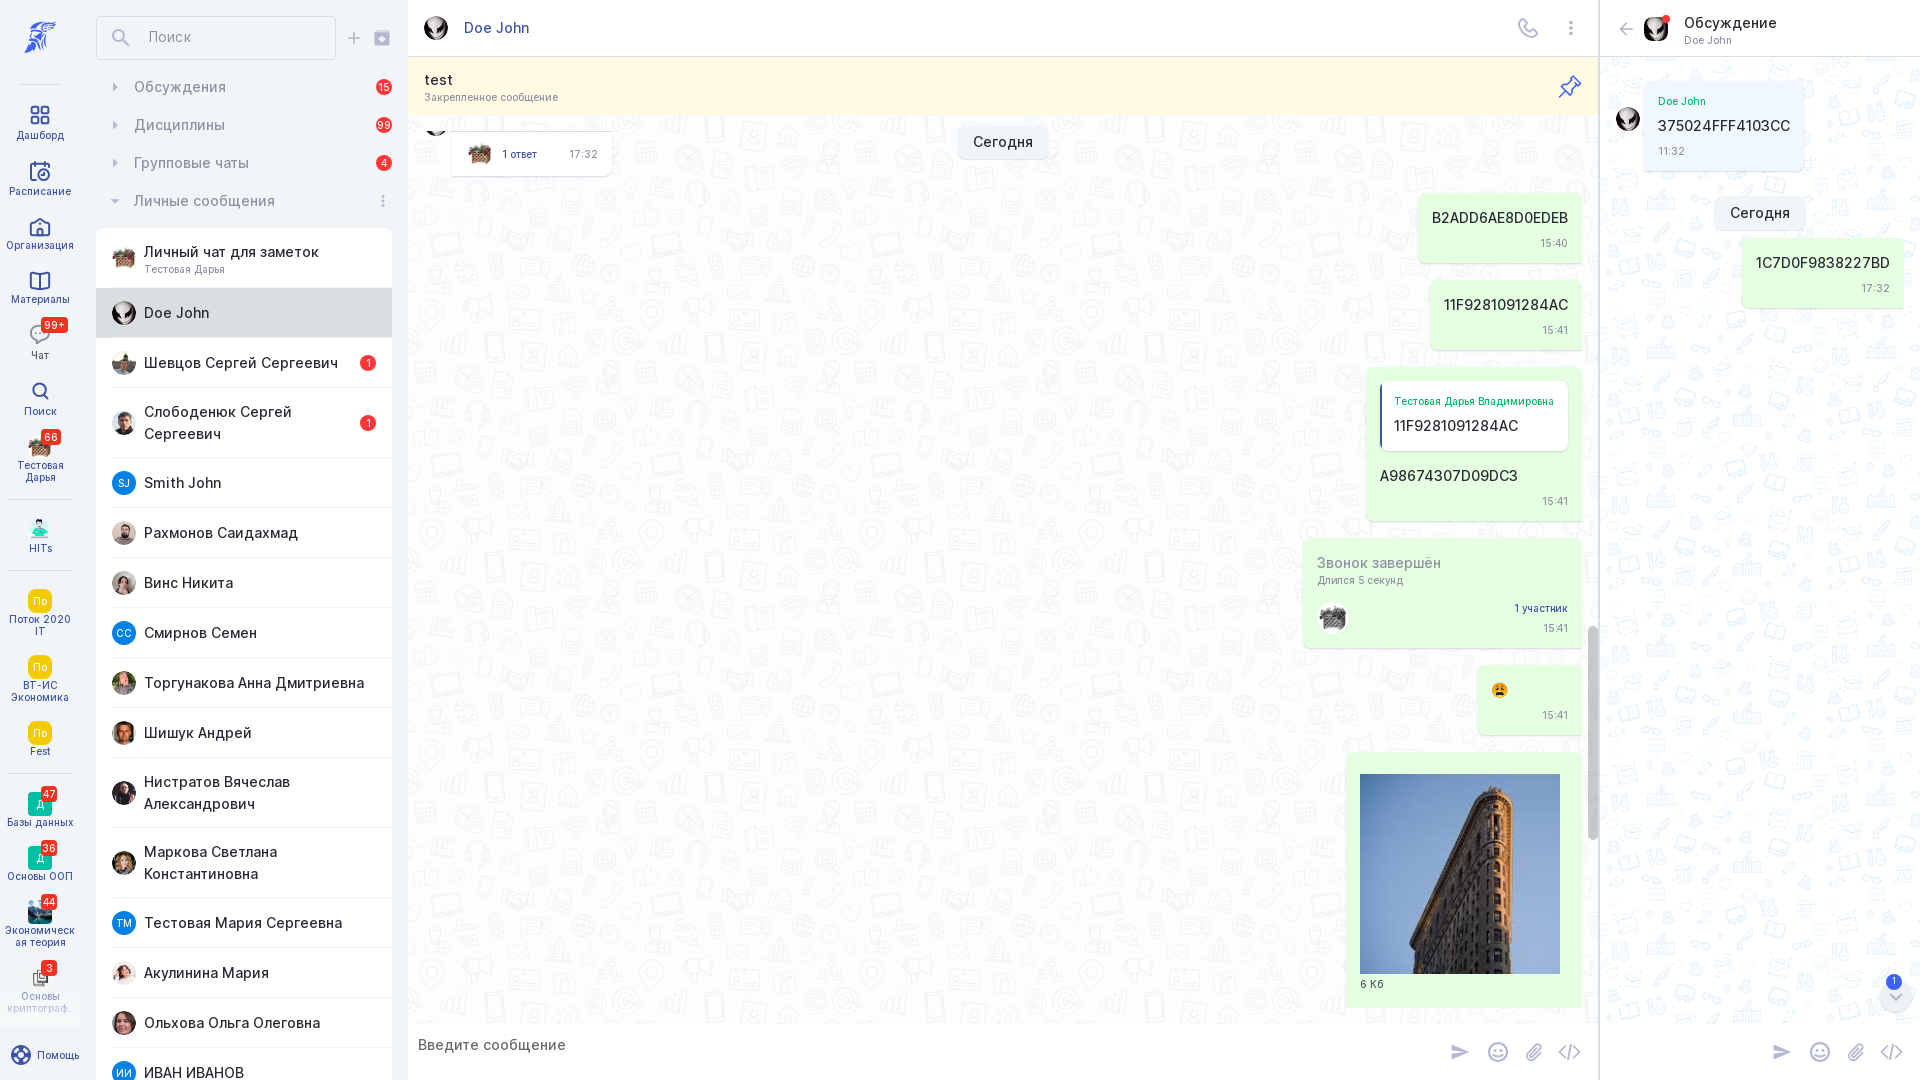 Дашборд
Расписание
Организация
Материалы
99+
Чат
Поиск
66
Тестовая
Дарья
HITs
По
Поток 2020
IT
По
ВТ-ИС
Экономика
По
Fest
47
Д
Базы данных
36
Д
Основы ООП
44
Экономическ
ая теория
3
Основы
криптограф...
Помощь
Поиск
Обсуждения
15
Дисциплины
99
Групповые чаты
4
Личные сообщения
Личный чат для заметок
Тестовая Дарья
Doe John
Шевцов Сергей Сергеевич
1
Слободенюк Сергей
Сергеевич
1
SJ
Smith John
Рахмонов Саидахмад
Винс Никита
СС
Смирнов Семен
Торгунакова Анна Дмитриевна
Шишук Андрей
Нистратов Вячеслав
Александрович
Маркова Светлана
Константиновна
ТМ
Тестовая Мария Сергеевна
Акулинина Мария
Ольхова Ольга Олеговна
ИИ
ИВАН ИВАНОВ
Doe John
test
Закрепленное сообщение
Сегодня
1 ответ
17:32
B2ADD6AE8D0EDEB
15:40
11F9281091284AC
15:41
Тестовая Дарья Владимировна
11F9281091284AC
A98674307D09DC3
15:41
Звонок завершён
Длился 5 секунд
1 участник
15:41
15:41
6 Кб
Введите сообщение
Обсуждение
Doe John
Doe John
375024FFF4103CC
11:32
Сегодня
1C7D0F9838227BD
17:32
1